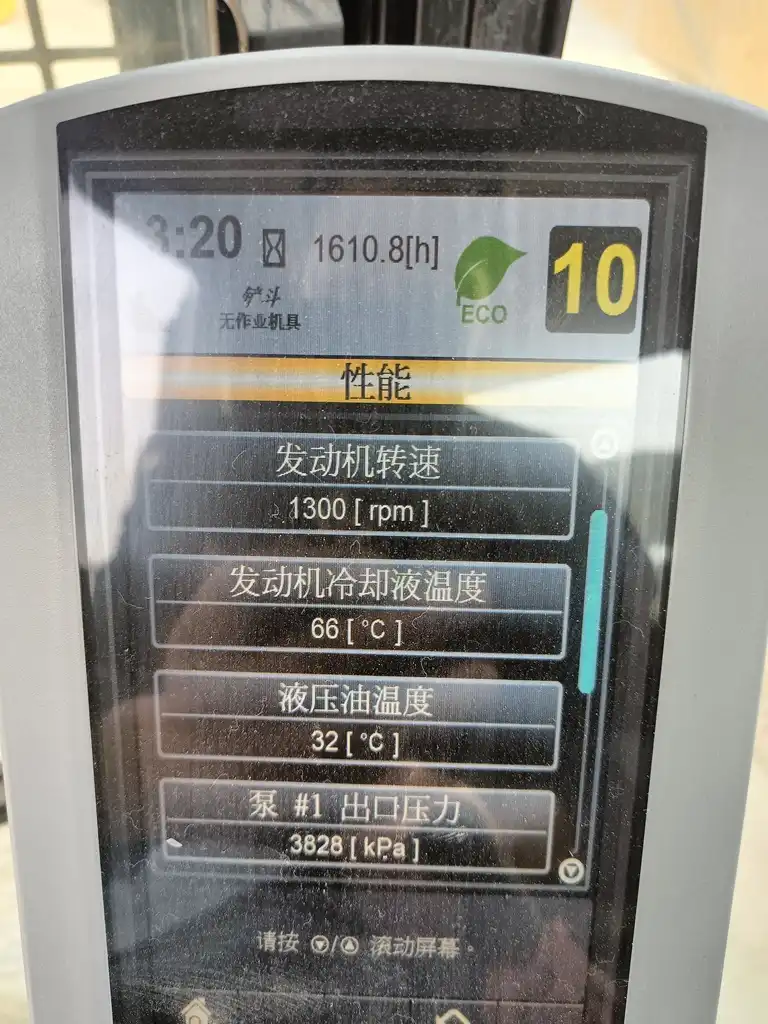 3:20 1610.8[h]
ECO
10
铲斗
无作业机具
性能
发动机转速
1300 [ rpm ]
发动机冷却液温度
66 [ °C ]
液压油温度
32 [ °C ]
泵 #1 出口压力
3828 [ kPa ]
请按 ▼/▲ 滚动屏幕。